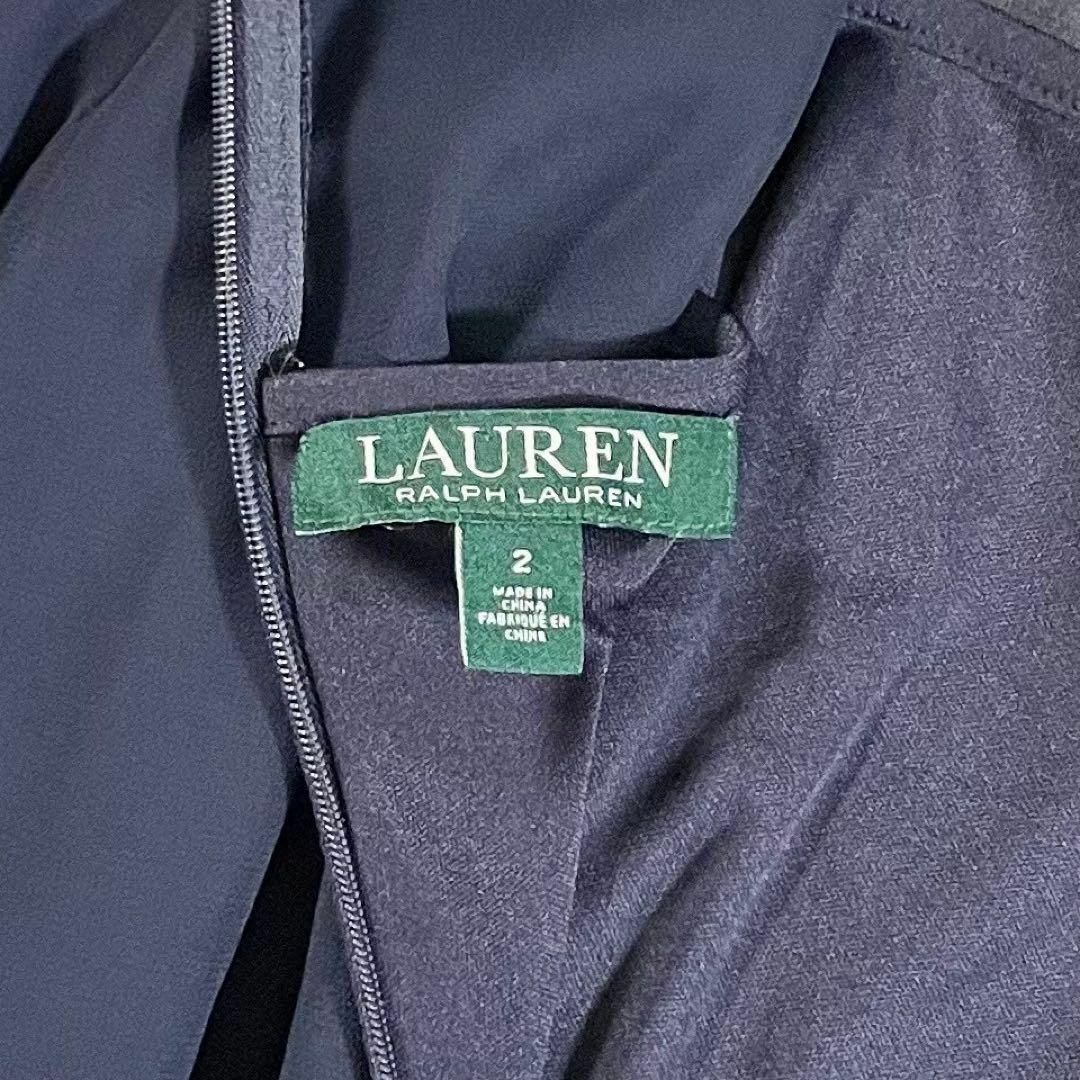 LAUREN
RALPH LAUREN
2
MADE IN
CHINA
FABRIQUÉ EN
CHINE